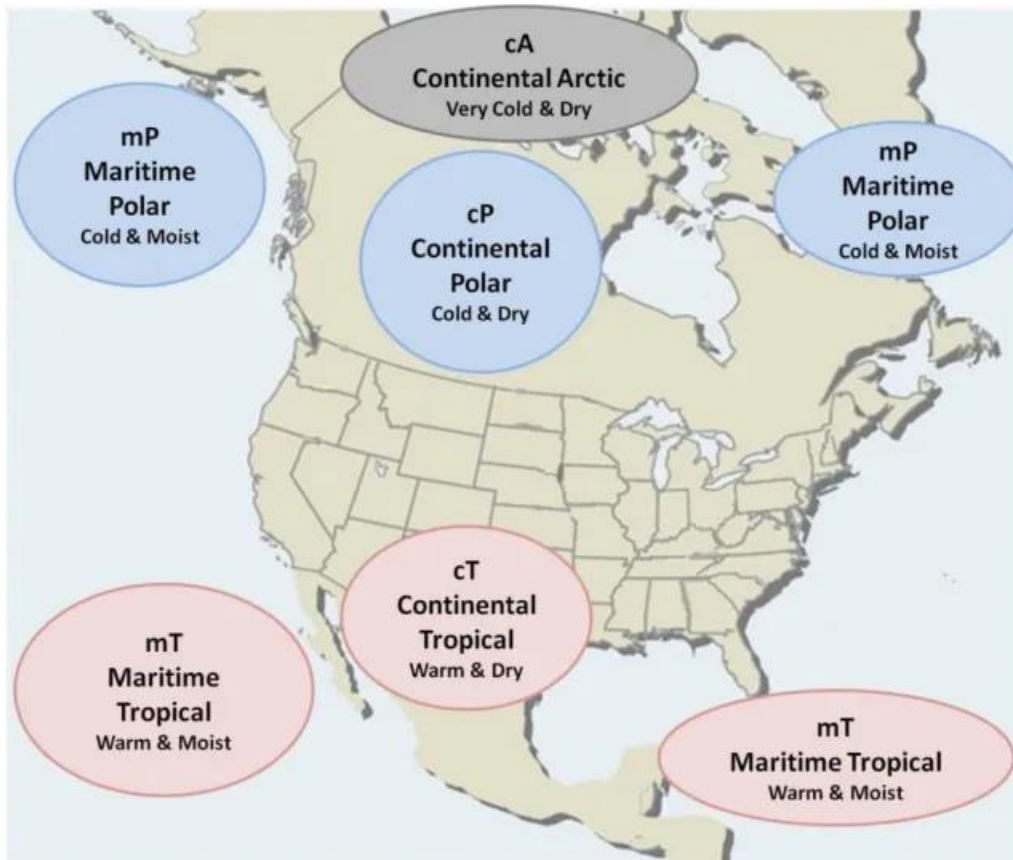 cA
Continental Arctic
Very Cold & Dry
mP
Maritime
Polar
Cold & Moist
cP
Continental
Polar
Cold & Dry
mP
Maritime
Polar
Cold & Moist
mT
Maritime
Tropical
Warm & Moist
cT
Continental
Tropical
Warm & Dry
mT
Maritime Tropical
Warm & Moist